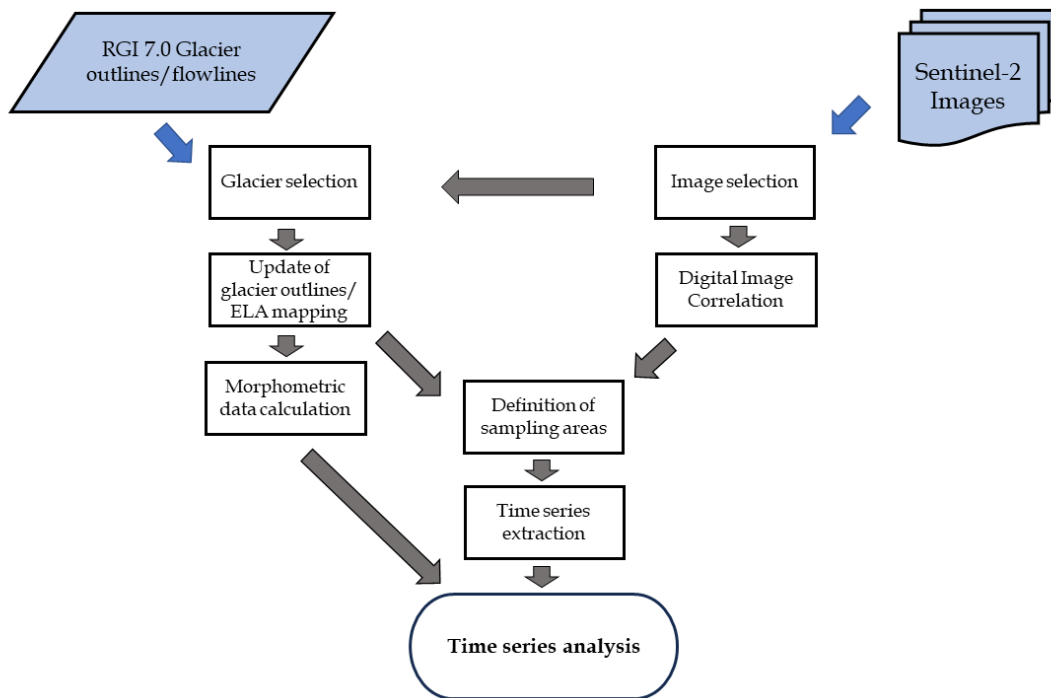 RGI 7.0 Glacier
outlines/flowlines
Sentinel-2
Images
Glacier selection
Image selection
Update of
glacier outlines/
ELA mapping
Digital Image
Correlation
Morphometric
data calculation
Definition of
sampling areas
Time series
extraction
Time series analysis